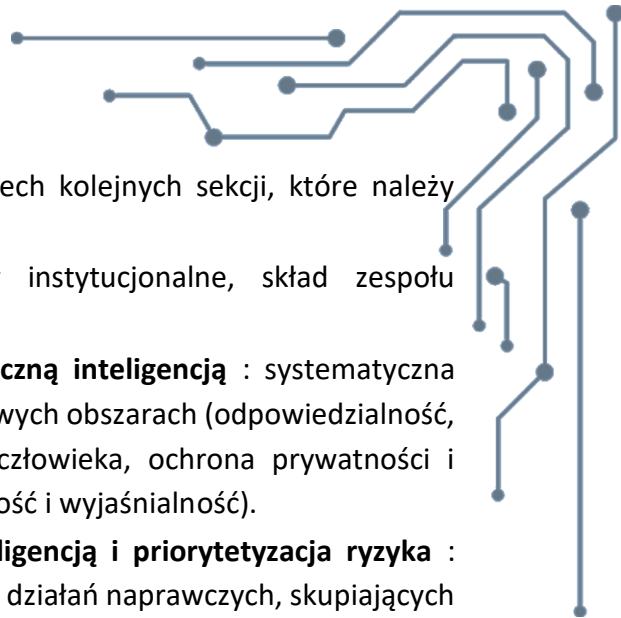 ech kolejnych sekcji, które należy
instytucjonalne, skład zespołu
czną inteligencją : systematyczna
wych obszarach (odpowiedzialność,
człowieka, ochrona prywatności i
ość i wyjaśnialność).
ligencją i priorytetyzacja ryzyka :
działań naprawczych, skupiających